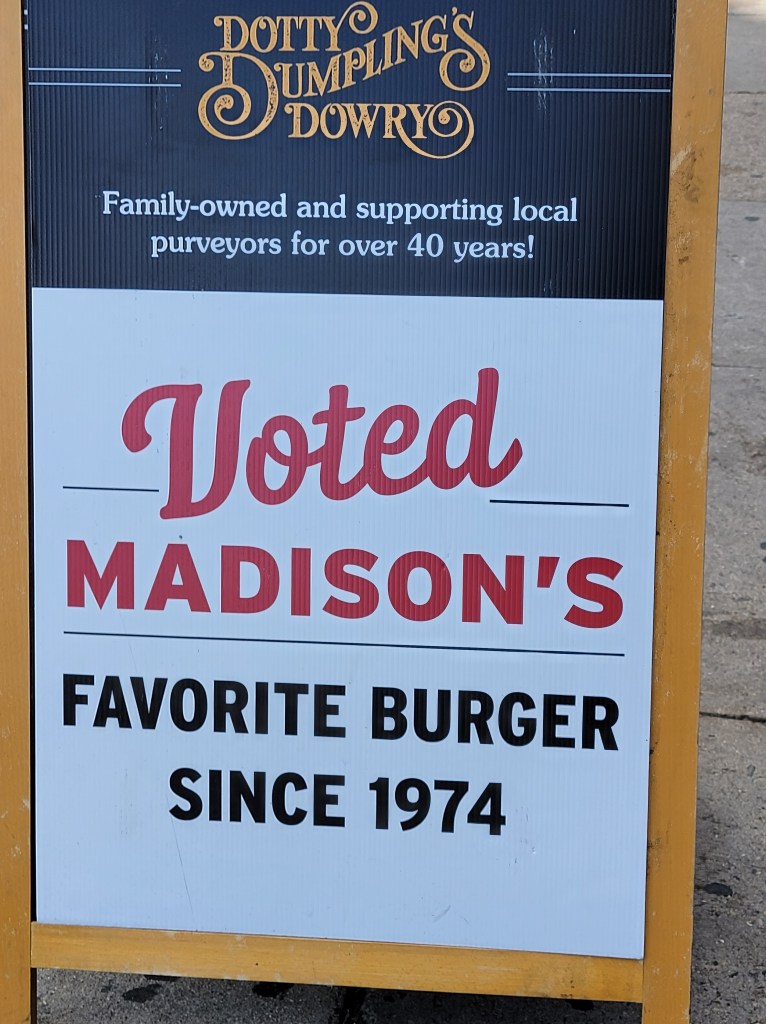 DOTTY
DUMPLING'S
DOWRY
Family-owned and supporting local
purveyors for over 40 years!
Voted
MADISON'S
FAVORITE BURGER
SINCE 1974